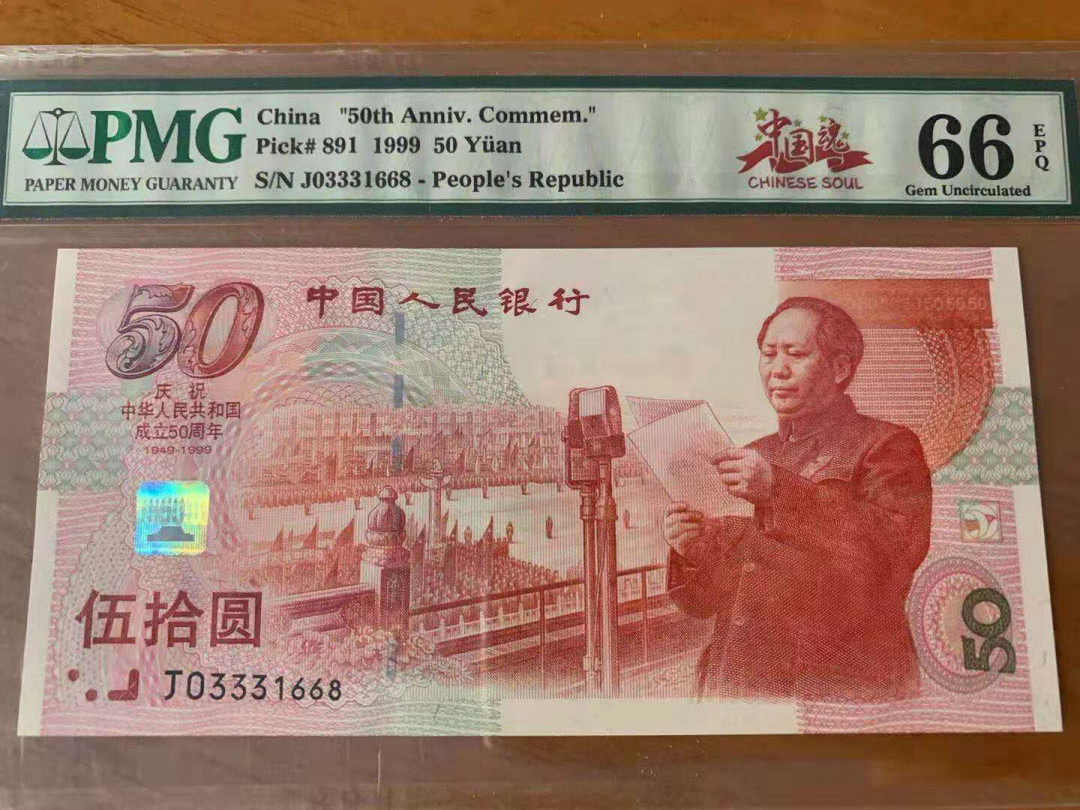 PMG
PAPER MONEY GUARANTY
China "50th Anniv. Commem."
Pick# 891 1999 50 Yüan
S/N J03331668 - People's Republic
中国魂
CHINESE SOUL
66
EPQ
Gem Uncirculated
50
中国人民银行
庆祝
中华人民共和国
成立50周年
1949-1999
伍拾圆
J03331668
50